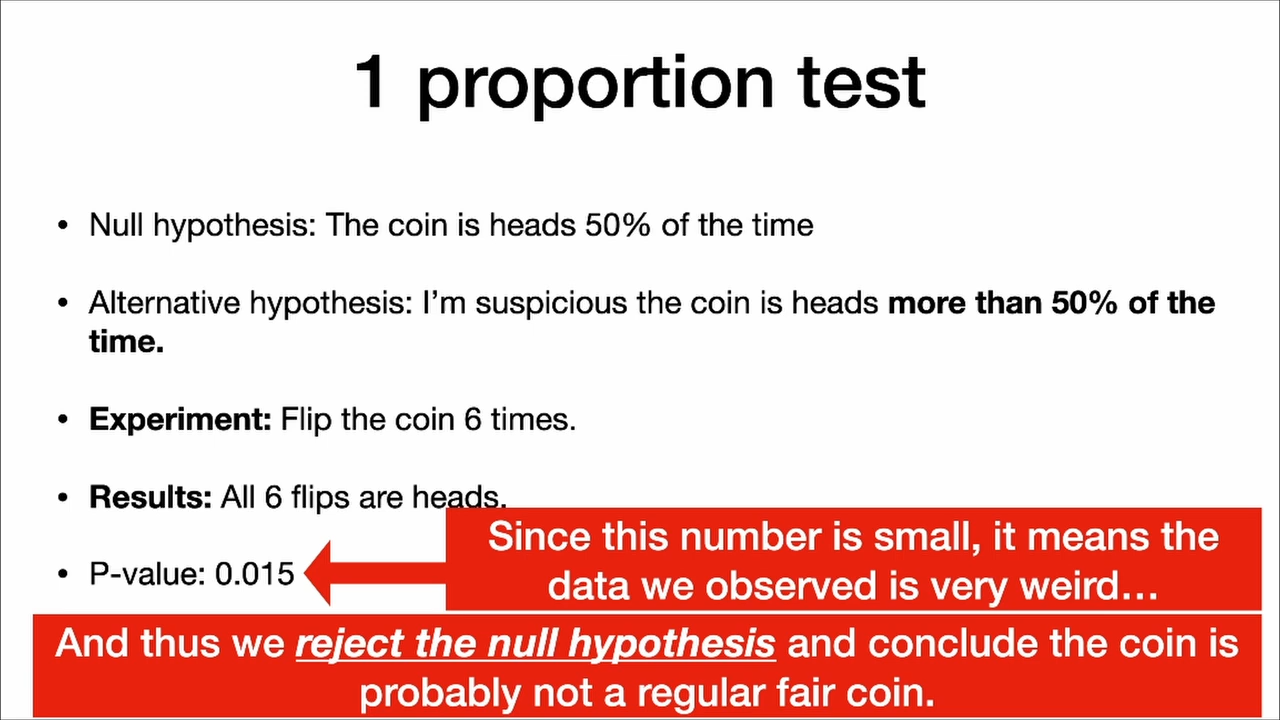 1 proportion test
• Null hypothesis: The coin is heads 50% of the time
• Alternative hypothesis: I’m suspicious the coin is heads more than 50% of the
time.
• Experiment: Flip the coin 6 times.
• Results: All 6 flips are heads.
• P-value: 0.015
Since this number is small, it means the
data we observed is very weird…
And thus we reject the null hypothesis and conclude the coin is
probably not a regular fair coin.